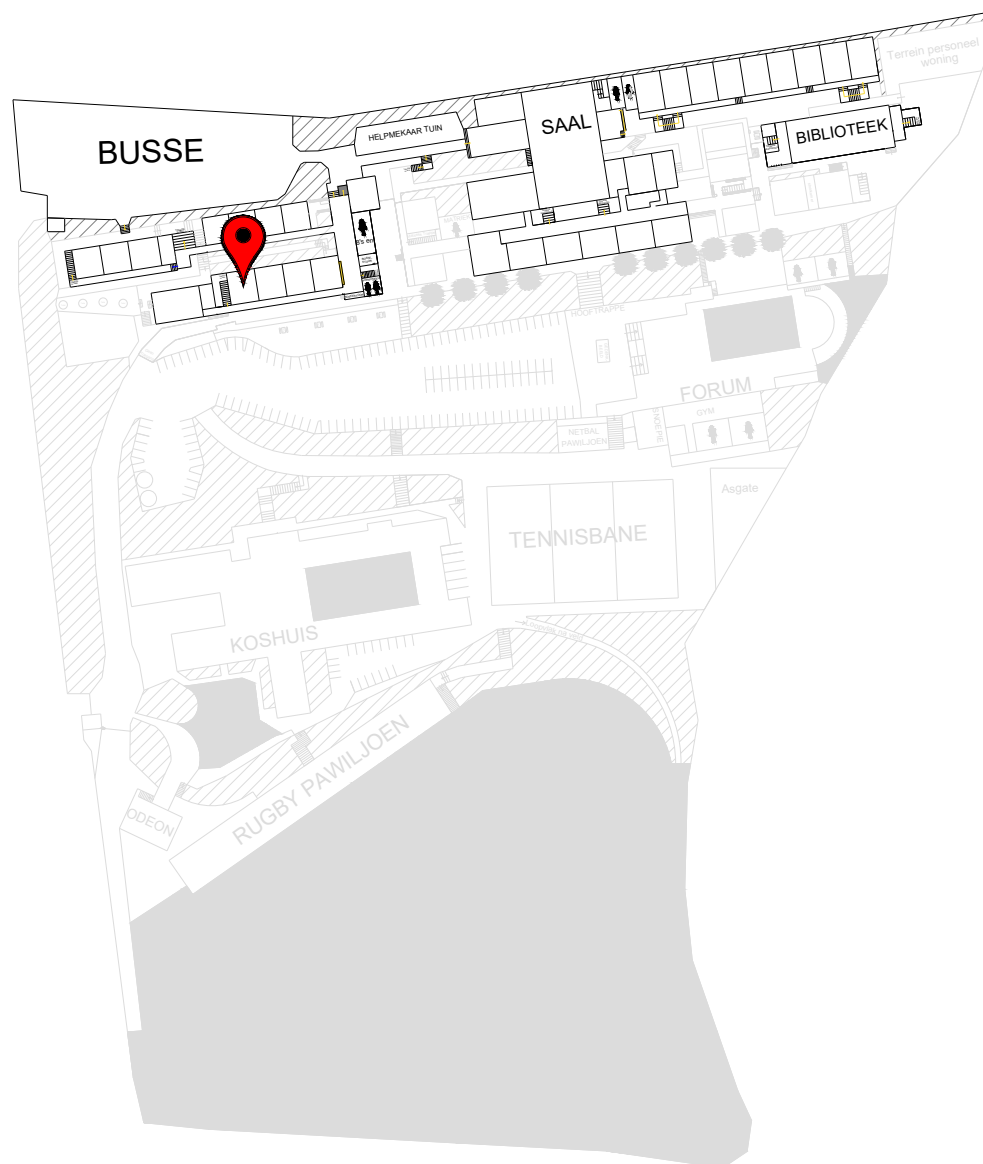 Terrein personeel
woning
SAAL
HELPMEKAAR TUIN
BIBLIOTEEK
BUSSE
HOOFTRAPPE
FORUM
GYM
NETBAL
PAWILJOEN
Asgate
TENNISBANE
KOSHUIS
RUGBY PAWILJOEN
ODEON